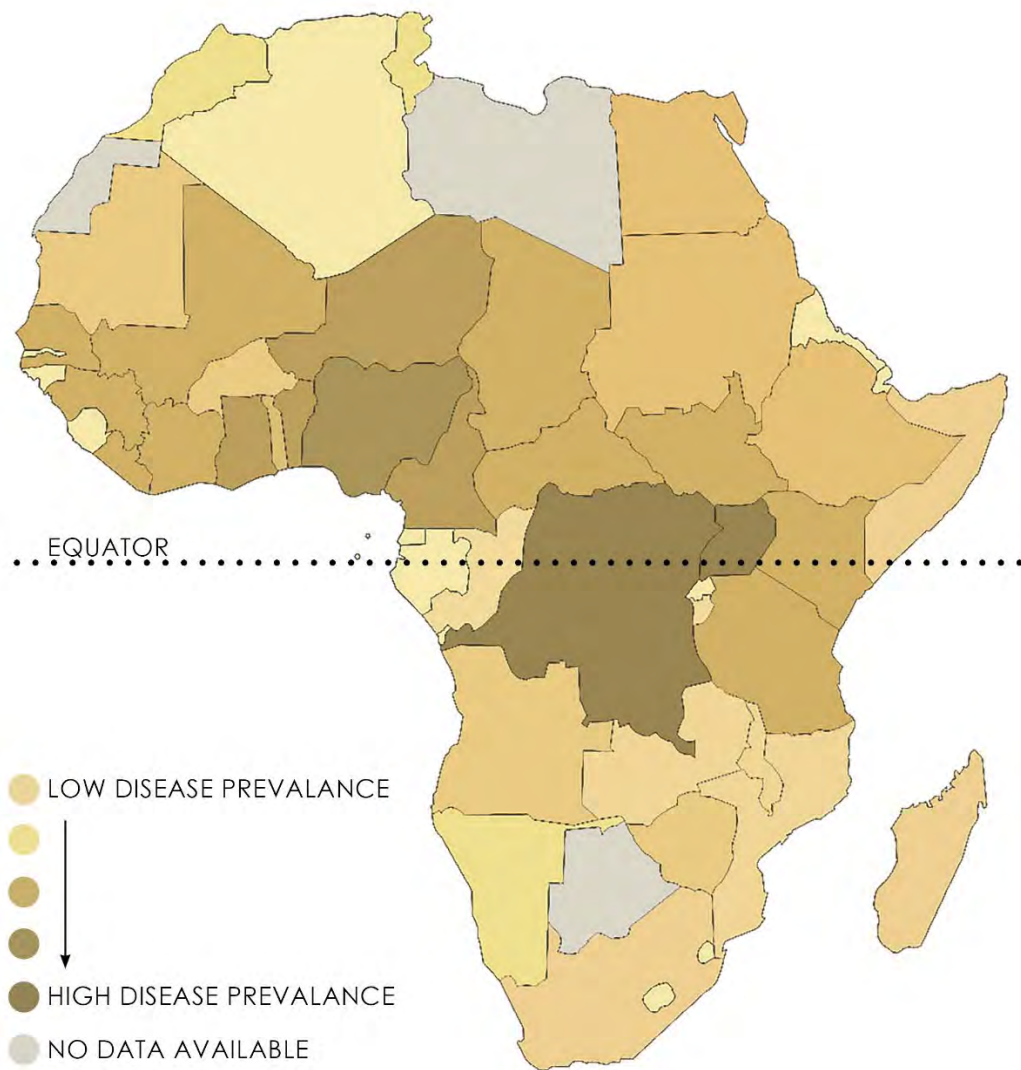 EQUATOR
LOW DISEASE PREVALANCE
HIGH DISEASE PREVALANCE
NO DATA AVAILABLE